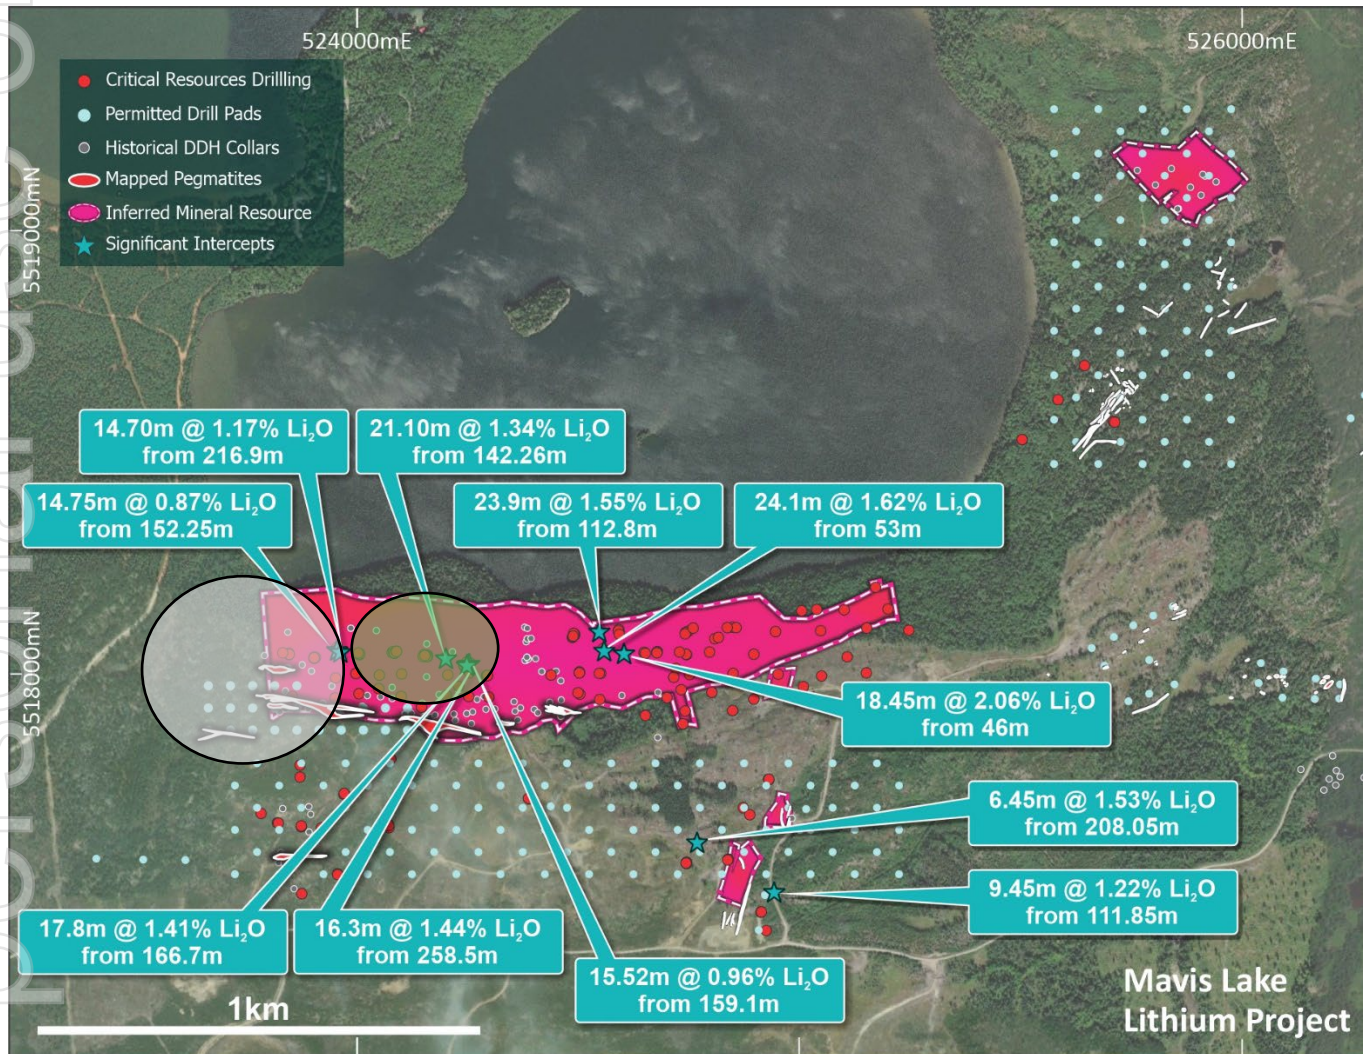 524000mE
526000mE
Critical Resources Drillling
Permitted Drill Pads
Historical DDH Collars
Mapped Pegmatites
Inferred Mineral Resource
Significant Intercepts
5519000mN
14.70m @ 1.17% Li₂O
from 216.9m
21.10m @ 1.34% Li₂O
from 142.26m
14.75m @ 0.87% Li₂O
from 152.25m
23.9m @ 1.55% Li₂O
from 112.8m
24.1m @ 1.62% Li₂O
from 53m
5518000mN
18.45m @ 2.06% Li₂O
from 46m
6.45m @ 1.53% Li₂O
from 208.05m
9.45m @ 1.22% Li₂O
from 111.85m
17.8m @ 1.41% Li₂O
from 166.7m
16.3m @ 1.44% Li₂O
from 258.5m
15.52m @ 0.96% Li₂O
from 159.1m
1km
Mavis Lake
Lithium Project